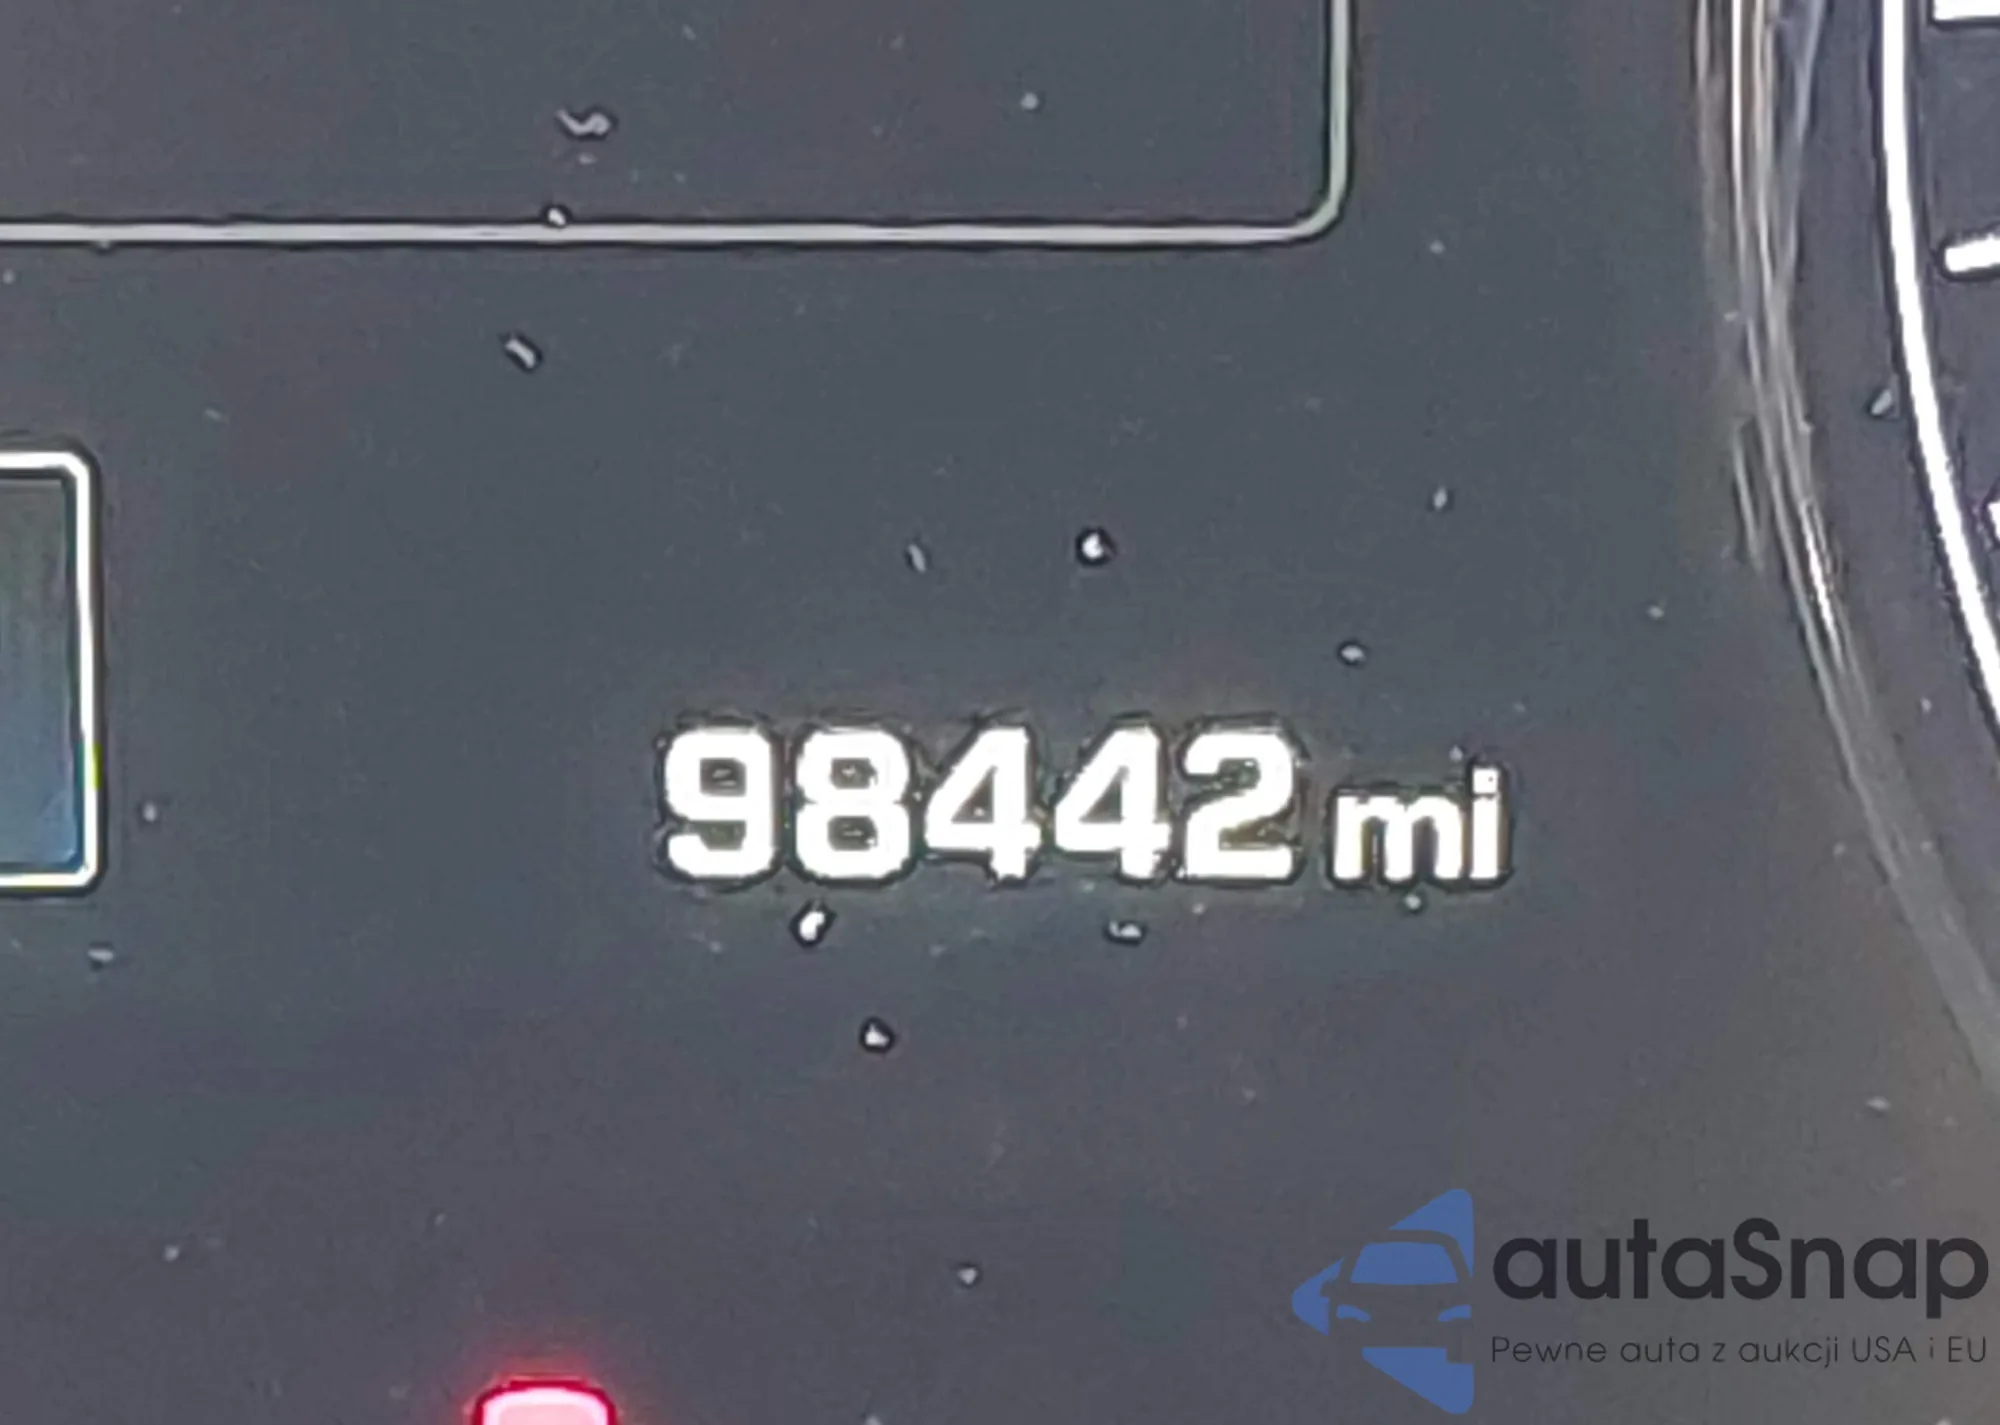 98442 mi
autaSnap
Pewne auta z aukcji USA i EU